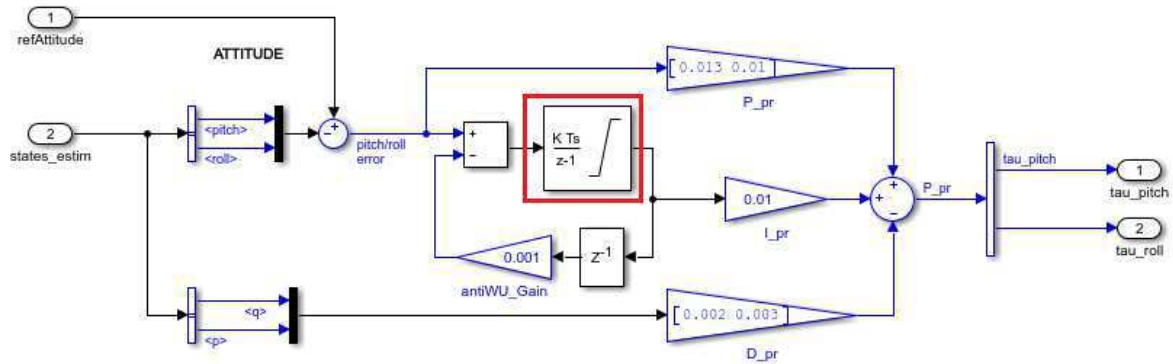 1
refAttitude
ATTITUDE
[ 0.013 0.01 ]
P_pr
2
states_estim
<pitch>
<roll>
pitch/roll
error
+
−
K Ts
z-1
- +
+
+
−
0.01
I_pr
P_pr
tau_pitch
1
tau_pitch
2
tau_roll
0.001
antiWU_Gain
Z-1
<q>
<p>
[ 0.002 0.003 ]
D_pr